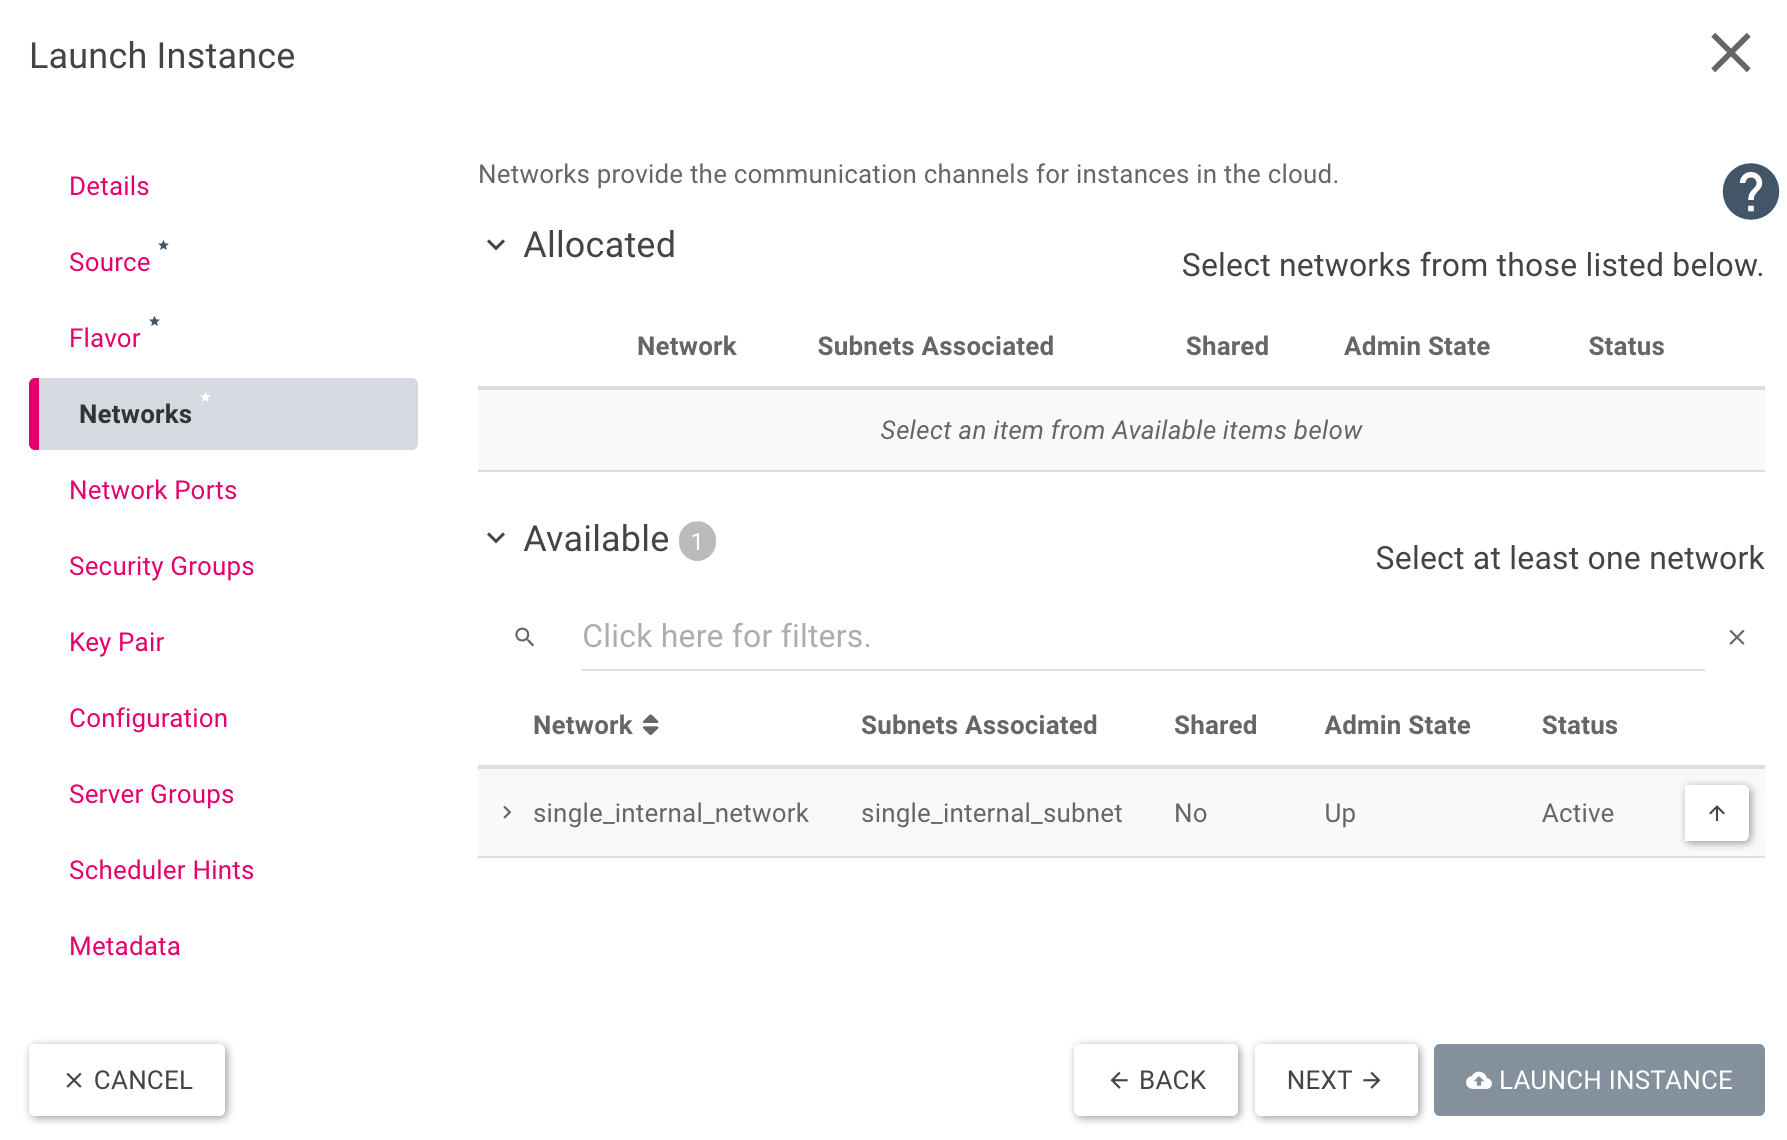 Launch Instance
Details
Source
Flavor
Networks
Network Ports
Security Groups
Key Pair
Configuration
Server Groups
Scheduler Hints
Metadata
Networks provide the communication channels for instances in the cloud.
?
Allocated
Select networks from those listed below.
Network Subnets Associated Shared Admin State Status
Select an item from Available items below
Available 1
Select at least one network
Click here for filters.
Network Subnets Associated Shared Admin State Status
single_internal_network single_internal_subnet No Up Active
CANCEL
BACK
NEXT
LAUNCH INSTANCE